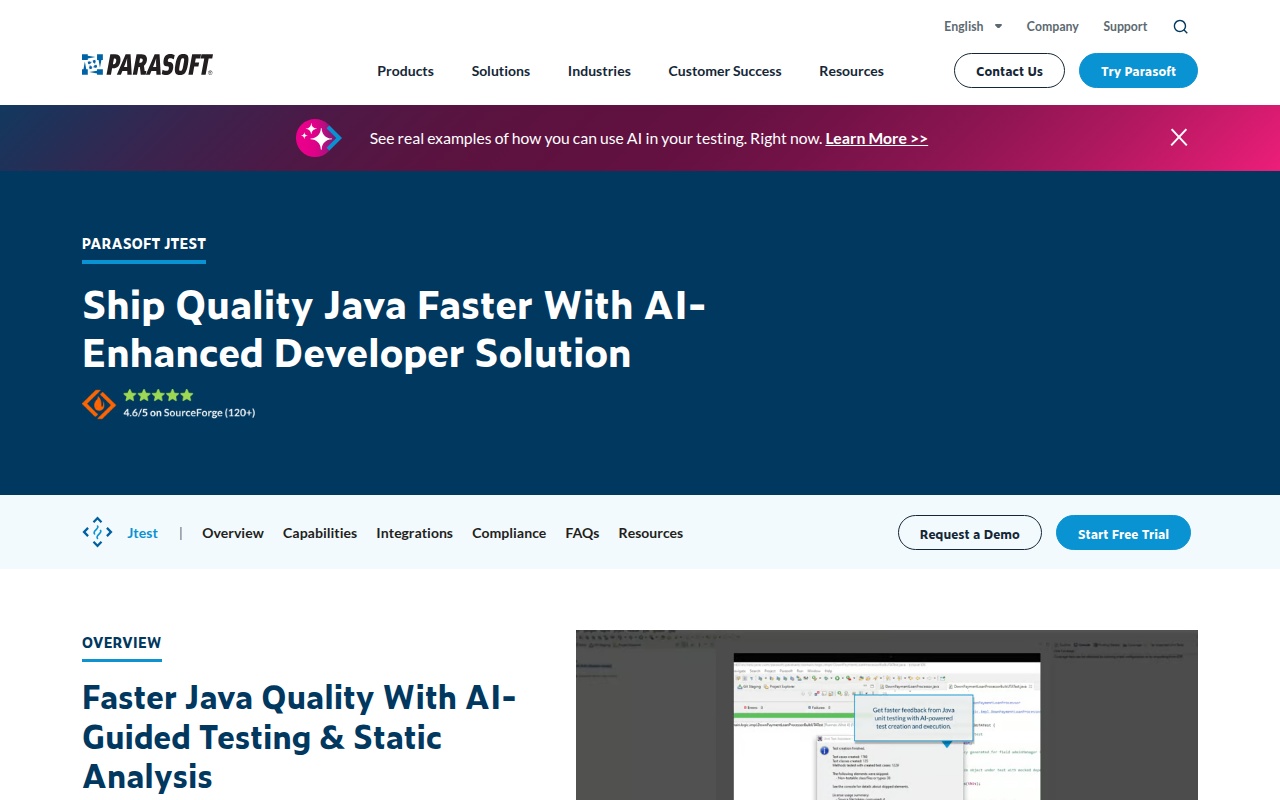 English
Company
Support
PARASOFT
Products
Solutions
Industries
Customer Success
Resources
Contact Us
Try Parasoft
See real examples of how you can use AI in your testing. Right now. Learn More >>
PARASOFT JTEST
Ship Quality Java Faster With AI-
Enhanced Developer Solution
4.6/5 on SourceForge (120+)
Jtest
|
Overview
Capabilities
Integrations
Compliance
FAQs
Resources
Request a Demo
Start Free Trial
OVERVIEW
Faster Java Quality With AI-
Guided Testing & Static
Analysis
Get faster feedback from Java
unit testing with AI-powered
test creation and execution.